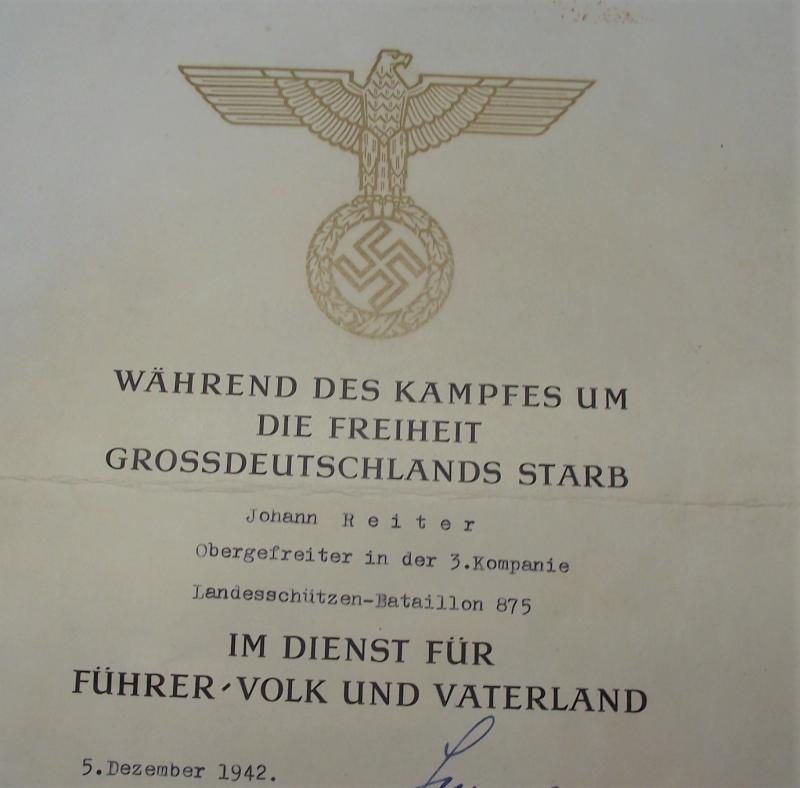 WÄHREND DES KAMPFES UM
DIE FREIHEIT
GROSSDEUTSCHLANDS STARB
Johann R e i t e r
Obergefreiter in der 3.Kompanie
Landesschützen-Bataillon 875
IM DIENST FÜR
FÜHRER ‧ VOLK UND VATERLAND
5.Dezember 1942.